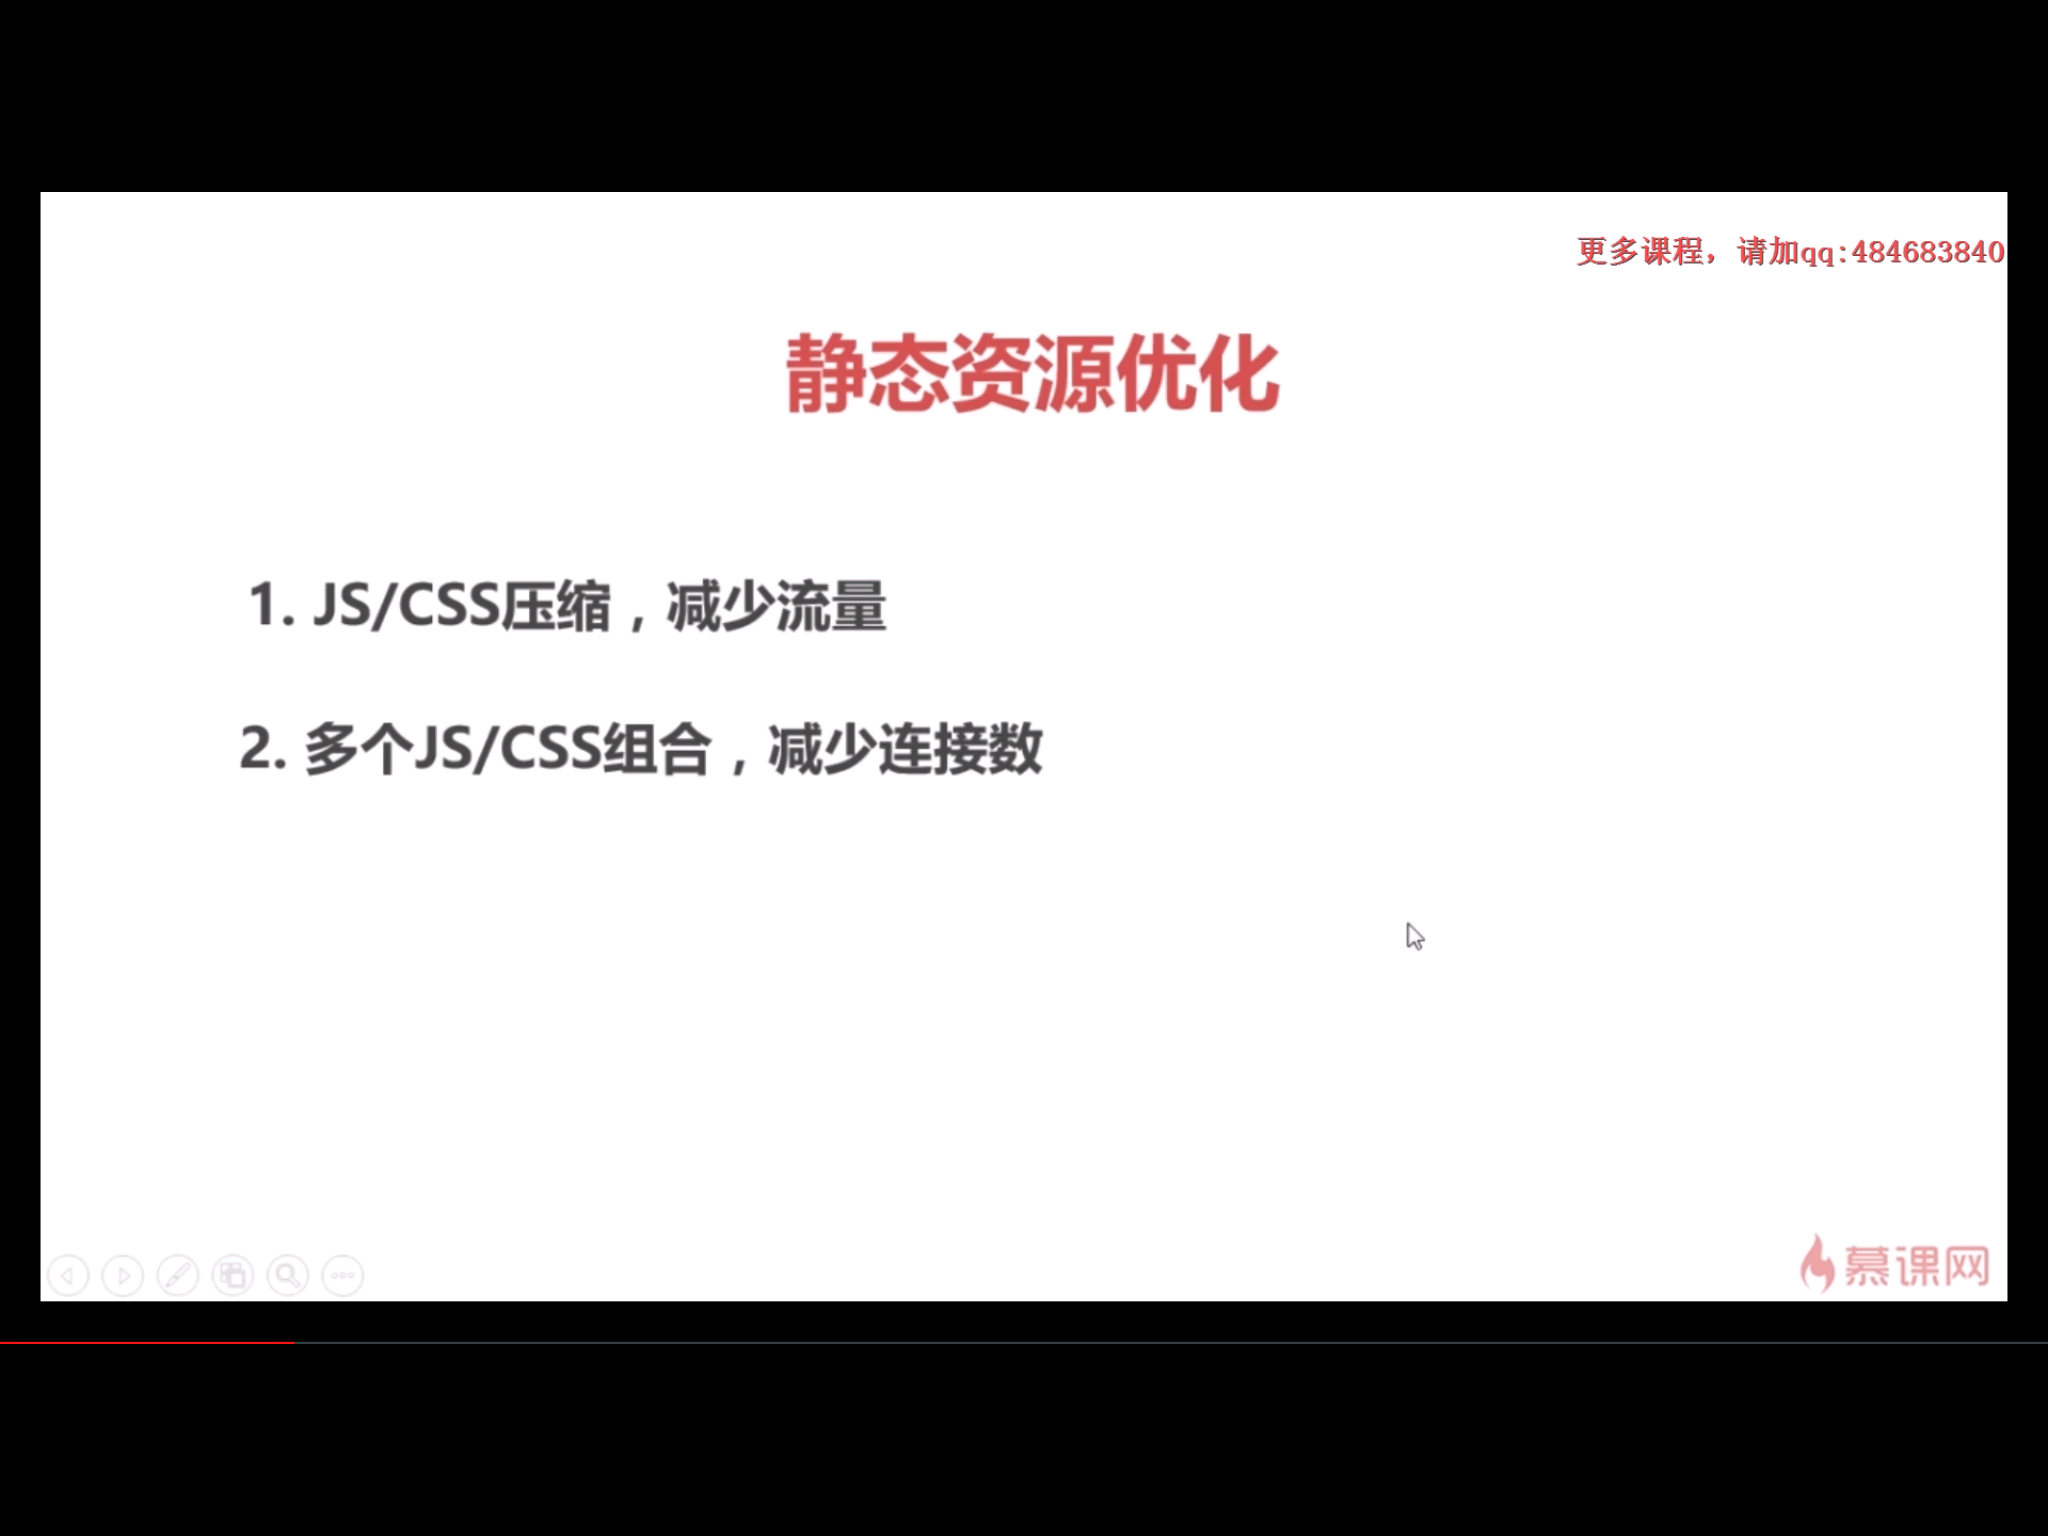 更多课程，请加qq:484683840
静态资源优化
1. JS/CSS压缩，减少流量
2. 多个JS/CSS组合，减少连接数
慕课网